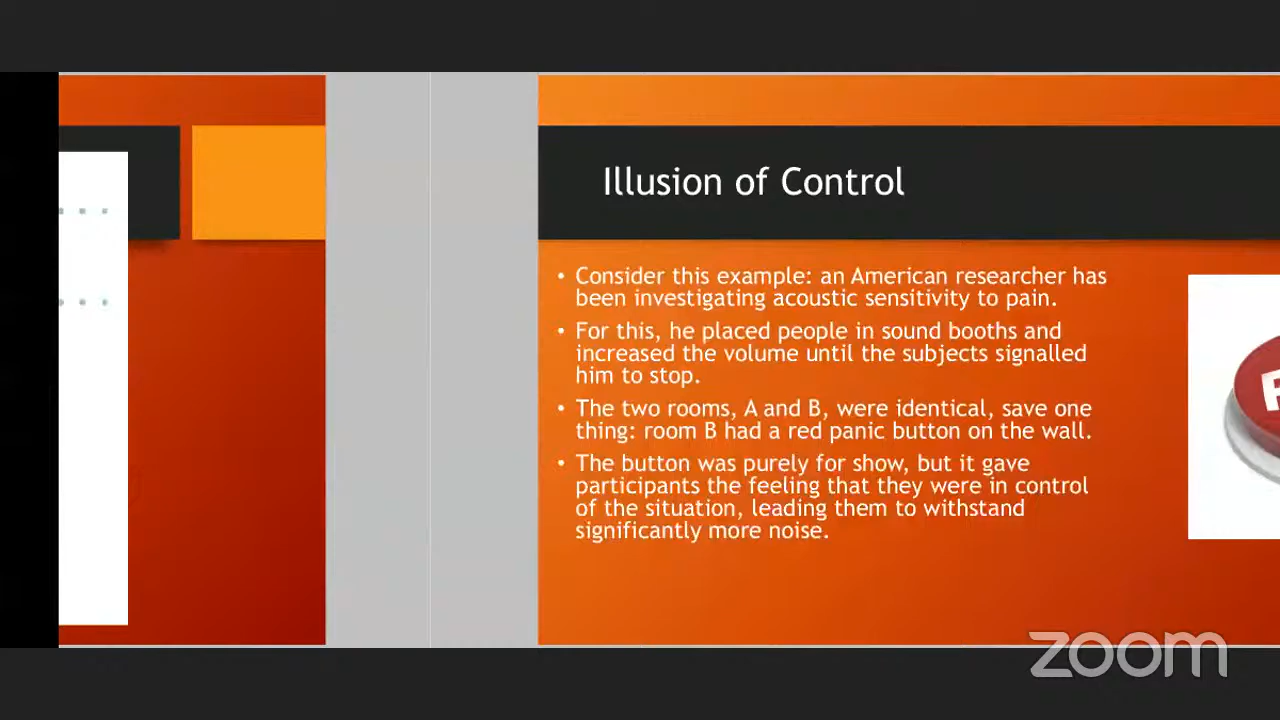 Illusion of Control
• Consider this example: an American researcher has
been investigating acoustic sensitivity to pain.
• For this, he placed people in sound booths and
increased the volume until the subjects signalled
him to stop.
• The two rooms, A and B, were identical, save one
thing: room B had a red panic button on the wall.
• The button was purely for show, but it gave
participants the feeling that they were in control
of the situation, leading them to withstand
significantly more noise.
zoom